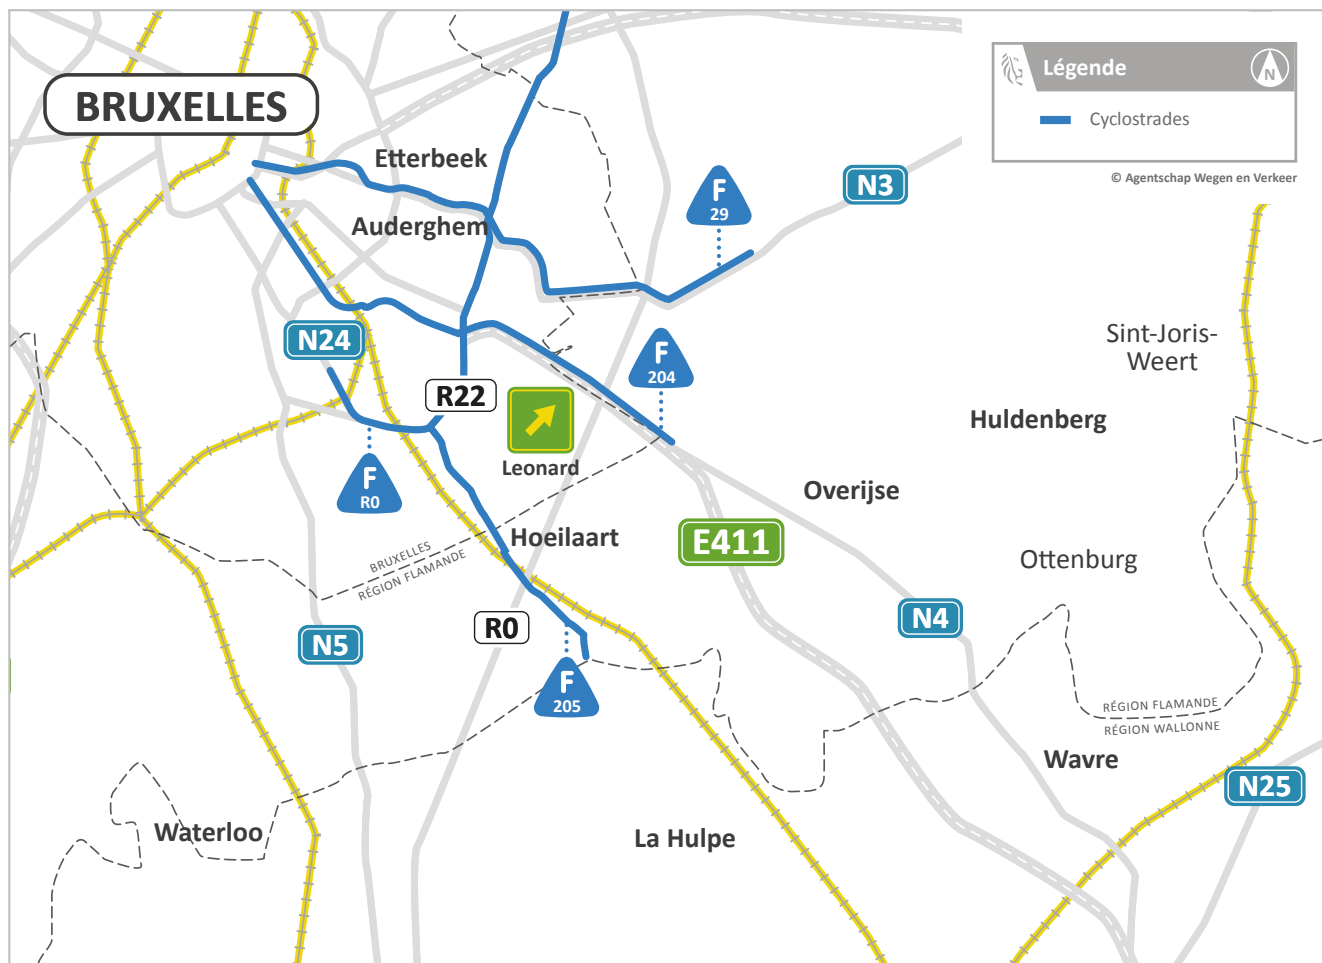 BRUXELLES
Légende
N
Cyclostrades
© Agentschap Wegen en Verkeer
Etterbeek
Auderghem
F
29
N3
N24
F
204
Sint-Joris-
Weert
R22
Huldenberg
Leonard
F
R0
Overijse
Hoeilaart
E411
BRUXELLES
RÉGION FLAMANDE
Ottenburg
N5
R0
N4
F
205
RÉGION FLAMANDE
RÉGION WALLONNE
Wavre
N25
Waterloo
La Hulpe